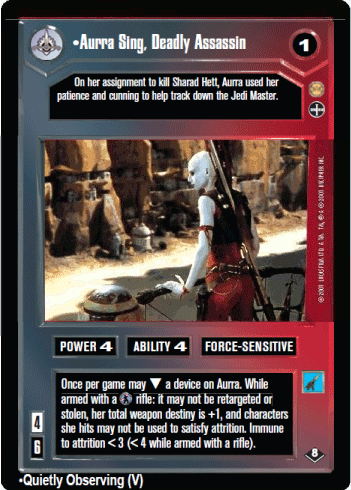 •Aurra Sing, Deadly Assassin
1
On her assignment to kill Sharad Hett, Aurra used her
patience and cunning to help track down the Jedi Master.
POWER 4
ABILITY 4
FORCE-SENSITIVE
Once per game may ▼ a device on Aurra. While
armed with a rifle: it may not be retargeted or
stolen, her total weapon destiny is +1, and characters
she hits may not be used to satisfy attrition. Immune
to attrition < 3 (< 4 while armed with a rifle).
4
6
8
•Quietly Observing (V)